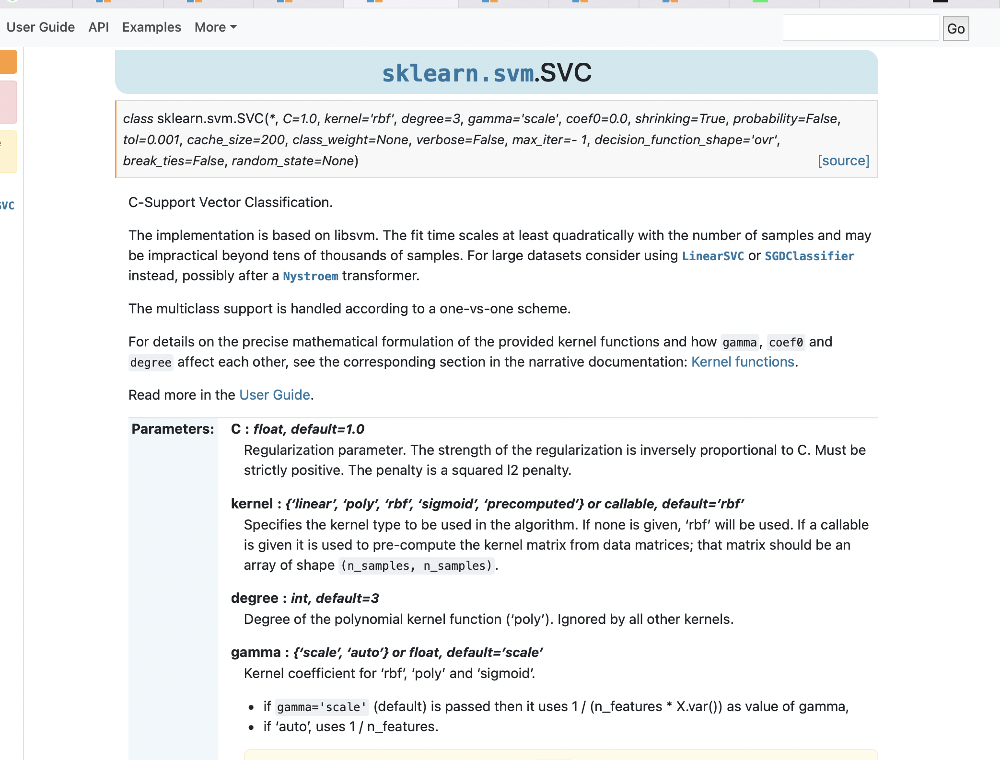 User Guide API Examples More
Go
sklearn.svm.SVC
class sklearn.svm.SVC(*, C=1.0, kernel='rbf', degree=3, gamma='scale', coef0=0.0, shrinking=True, probability=False,
tol=0.001, cache_size=200, class_weight=None, verbose=False, max_iter=- 1, decision_function_shape='ovr',
break_ties=False, random_state=None) [source]
SVC
C-Support Vector Classification.
The implementation is based on libsvm. The fit time scales at least quadratically with the number of samples and may
be impractical beyond tens of thousands of samples. For large datasets consider using LinearSVC or SGDClassifier
instead, possibly after a Nystroem transformer.
The multiclass support is handled according to a one-vs-one scheme.
For details on the precise mathematical formulation of the provided kernel functions and how gamma, coef0 and
degree affect each other, see the corresponding section in the narrative documentation: Kernel functions.
Read more in the User Guide.
Parameters: C : float, default=1.0
Regularization parameter. The strength of the regularization is inversely proportional to C. Must be
strictly positive. The penalty is a squared l2 penalty.
kernel : {‘linear’, ‘poly’, ‘rbf’, ‘sigmoid’, ‘precomputed’} or callable, default=’rbf’
Specifies the kernel type to be used in the algorithm. If none is given, ‘rbf’ will be used. If a callable
is given it is used to pre-compute the kernel matrix from data matrices; that matrix should be an
array of shape (n_samples, n_samples).
degree : int, default=3
Degree of the polynomial kernel function (‘poly’). Ignored by all other kernels.
gamma : {‘scale’, ‘auto’} or float, default=’scale’
Kernel coefficient for ‘rbf’, ‘poly’ and ‘sigmoid’.
• if gamma='scale' (default) is passed then it uses 1 / (n_features * X.var()) as value of gamma,
• if ‘auto’, uses 1 / n_features.